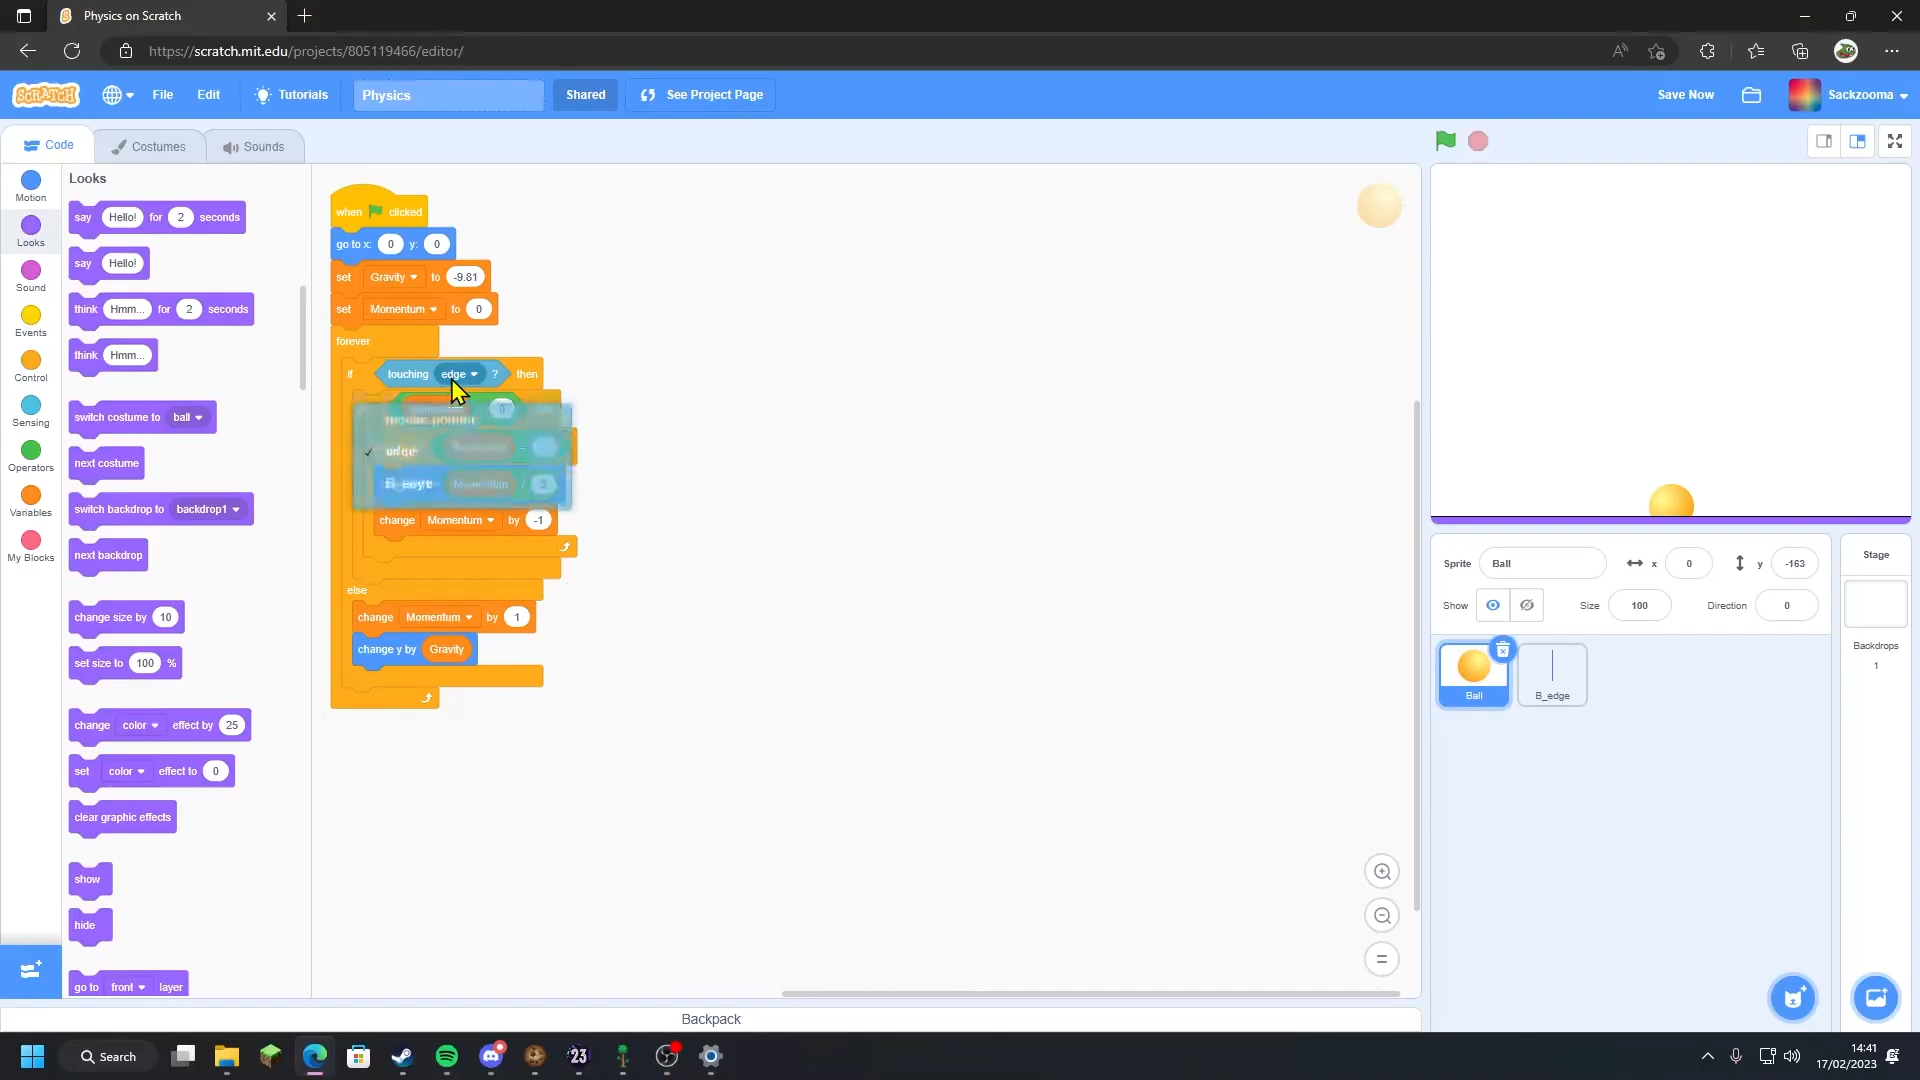 Physics on Scratch
https://scratch.mit.edu/projects/805119466/editor/
SCRATCH
File
Edit
Tutorials
Physics
Shared
See Project Page
Save Now
Sackzooma
Code
Costumes
Sounds
Motion
Looks
Sound
Events
Control
Sensing
Operators
Variables
My Blocks
Looks
say Hello! for 2 seconds
say Hello!
think Hmm... for 2 seconds
think Hmm...
switch costume to ball
next costume
switch backdrop to backdrop1
next backdrop
change size by 10
set size to 100 %
change color effect by 25
set color effect to 0
clear graphic effects
show
hide
go to front layer
when clicked
go to x: 0 y: 0
set Gravity to -9.81
set Momentum to 0
forever
if touching edge ? then
0
Momentum / 2
change Momentum by -1
else
change Momentum by 1
change y by Gravity
Sprite Ball x 0 y -163
Show Size 100 Direction 0
Ball
B_edge
Stage
Backdrops
1
Backpack
Search
23
14:41
17/02/2023